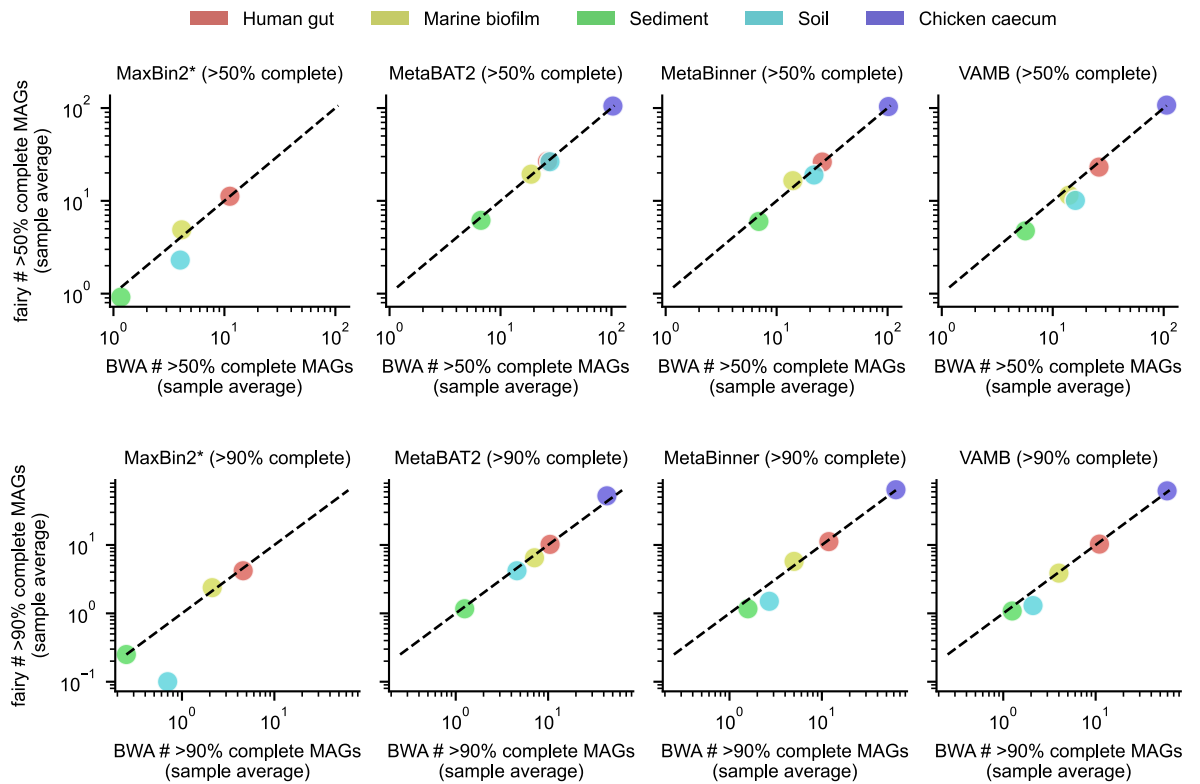 Human gut Marine biofilm Sediment Soil Chicken caecum
MaxBin2* (>50% complete) MetaBAT2 (>50% complete) MetaBinner (>50% complete) VAMB (>50% complete)
fairy # >50% complete MAGs
(sample average)
10²
10¹
10⁰
10⁰ 10¹ 10² 10⁰ 10¹ 10² 10⁰ 10¹ 10² 10⁰ 10¹ 10²
BWA # >50% complete MAGs BWA # >50% complete MAGs BWA # >50% complete MAGs BWA # >50% complete MAGs
(sample average) (sample average) (sample average) (sample average)
MaxBin2* (>90% complete) MetaBAT2 (>90% complete) MetaBinner (>90% complete) VAMB (>90% complete)
fairy # >90% complete MAGs
(sample average)
10¹
10⁰
10⁻¹
10⁰ 10¹ 10⁰ 10¹ 10⁰ 10¹ 10⁰ 10¹
BWA # >90% complete MAGs BWA # >90% complete MAGs BWA # >90% complete MAGs BWA # >90% complete MAGs
(sample average) (sample average) (sample average) (sample average)